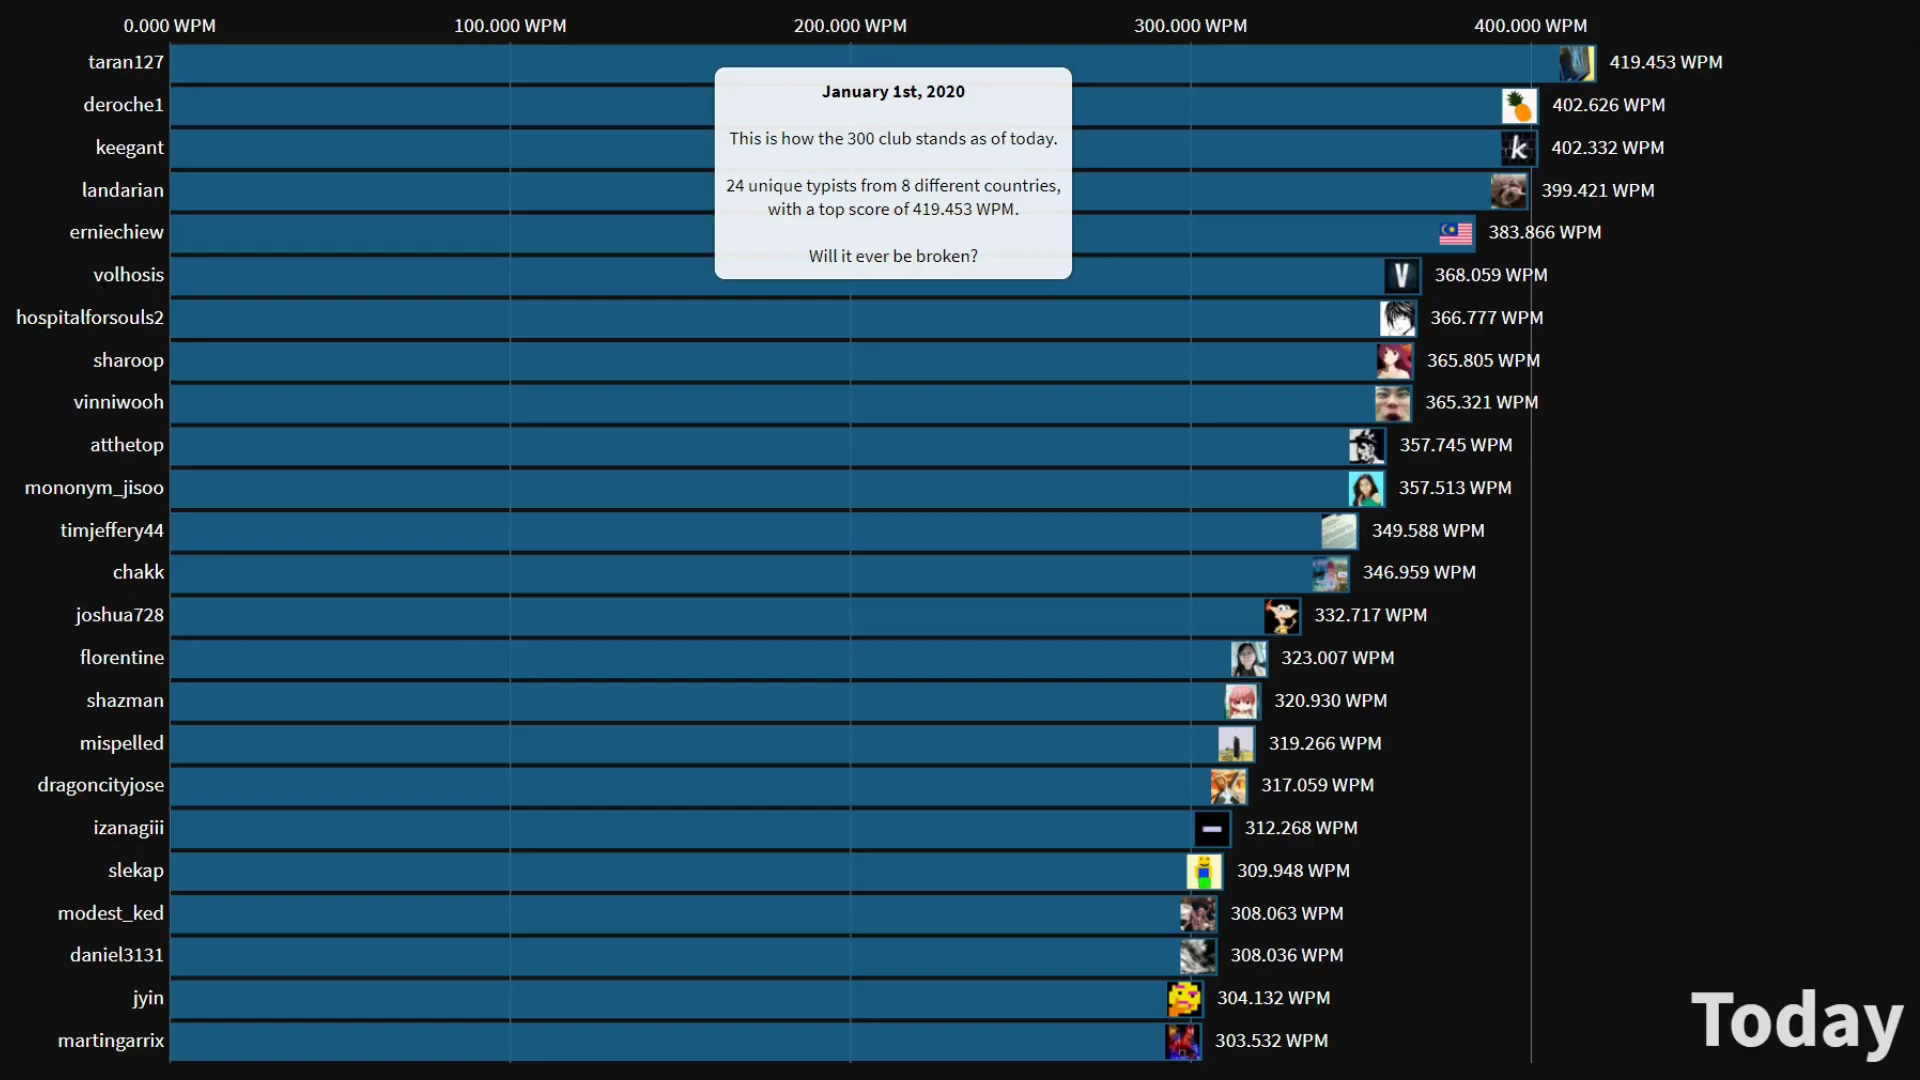 0.000 WPM 100.000 WPM 200.000 WPM 300.000 WPM 400.000 WPM
taran127 419.453 WPM
deroche1 402.626 WPM
keegant k 402.332 WPM
landarian 399.421 WPM
erniechiew 383.866 WPM
volhosis V 368.059 WPM
hospitalforsouls2 366.777 WPM
sharoop 365.805 WPM
vinniwooh 365.321 WPM
atthetop 357.745 WPM
mononym_jisoo 357.513 WPM
timjeffery44 349.588 WPM
chakk 346.959 WPM
joshua728 332.717 WPM
florentine 323.007 WPM
shazman 320.930 WPM
mispelled 319.266 WPM
dragoncityjose 317.059 WPM
izanagiii 312.268 WPM
slekap 309.948 WPM
modest_ked 308.063 WPM
daniel3131 308.036 WPM
jyin 304.132 WPM
martingarrix 303.532 WPM
January 1st, 2020
This is how the 300 club stands as of today.
24 unique typists from 8 different countries,
with a top score of 419.453 WPM.
Will it ever be broken?
Today